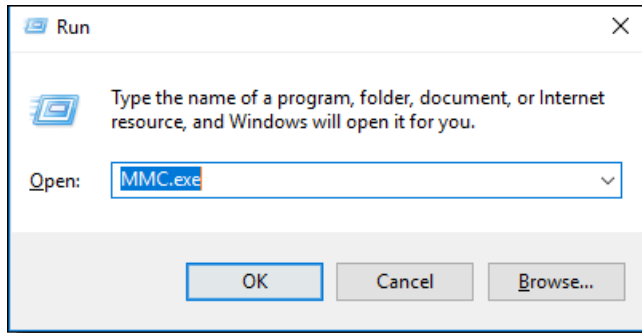 Run
Type the name of a program, folder, document, or Internet
resource, and Windows will open it for you.
Open: MMC.exe
OK Cancel Browse...